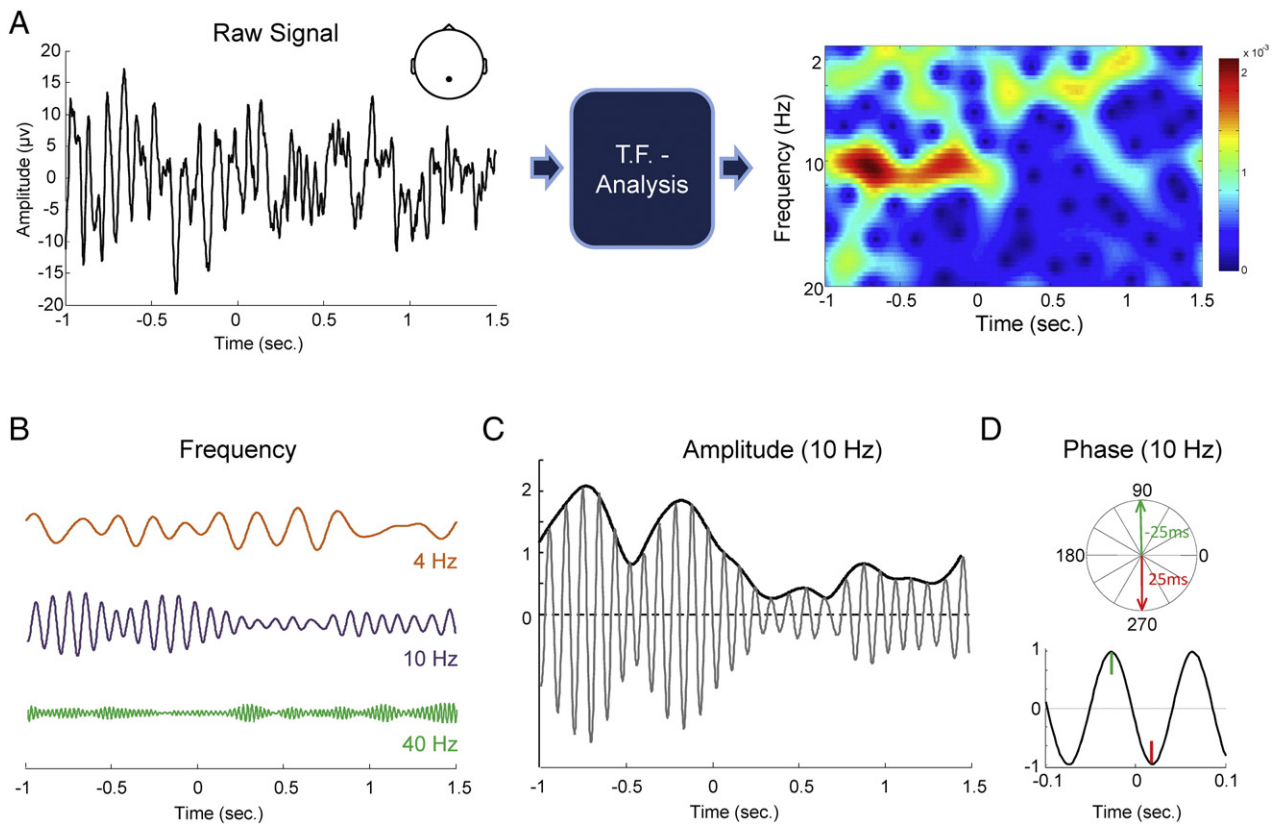 A
Raw Signal
Amplitude (µv)
20
15
10
5
0
-5
-10
-15
-20
-1
-0.5
0
0.5
1
1.5
Time (sec.)
T.F. -
Analysis
Frequency (Hz)
2
10
20
-1
-0.5
0
0.5
1
1.5
Time (sec.)
x 10⁻³
2
1
0
B
Frequency
4 Hz
10 Hz
40 Hz
-1
-0.5
0
0.5
1
1.5
Time (sec.)
C
Amplitude (10 Hz)
2
1
0
-1
-0.5
0
0.5
1
1.5
Time (sec.)
D
Phase (10 Hz)
90
-25ms
180
0
25ms
270
1
0
-1
-0.1
0
0.1
Time (sec.)